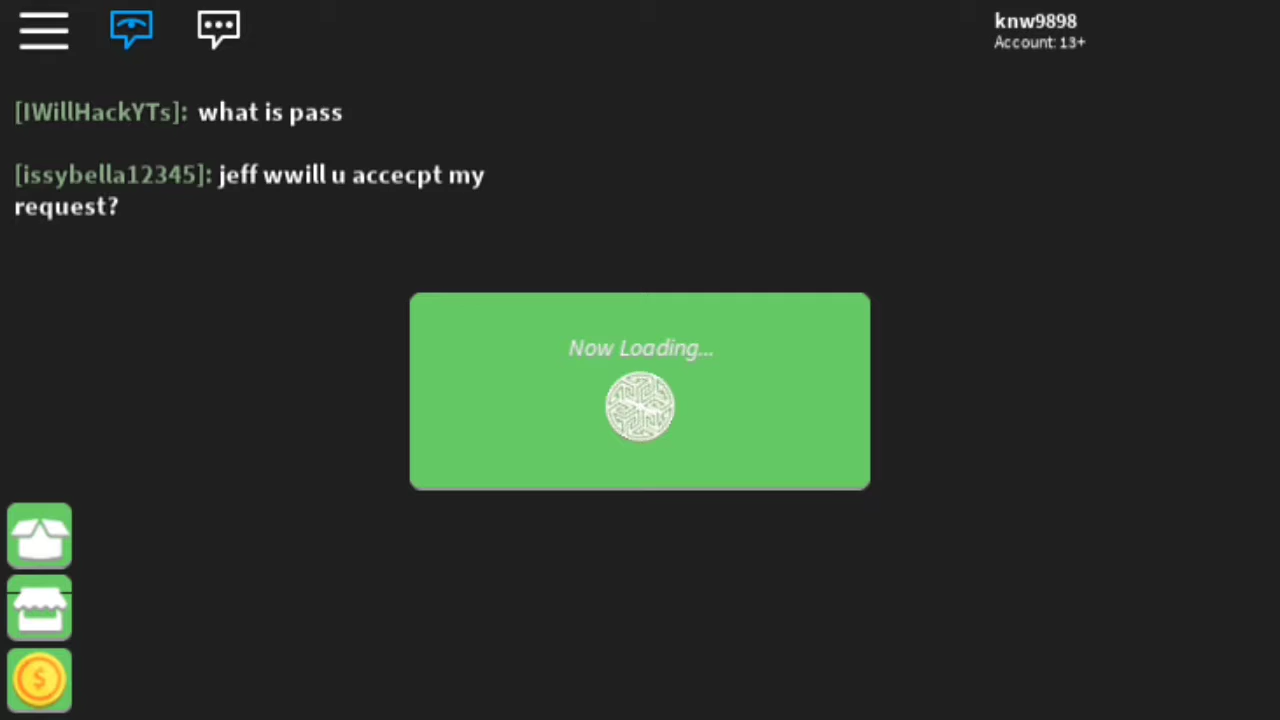 knw9898
Account: 13+
[IWillHackYTs]: what is pass
[issybella12345]: jeff wwill u accecpt my
request?
Now Loading...
$